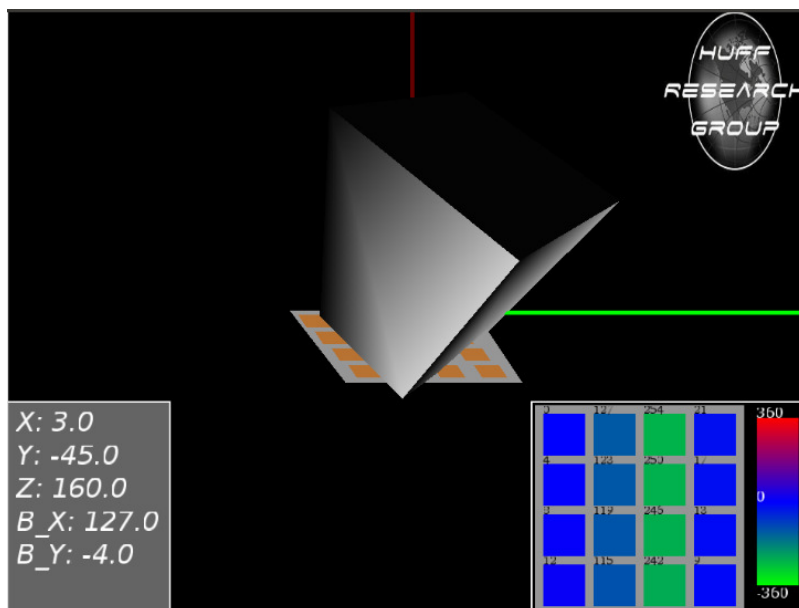 HUFF
RESEARCH
GROUP
X: 3.0
Y: -45.0
Z: 160.0
B_X: 127.0
B_Y: -4.0
0 127 254 21
4 123 250 17
119 245 13
12 115 242 9
360
0
-360